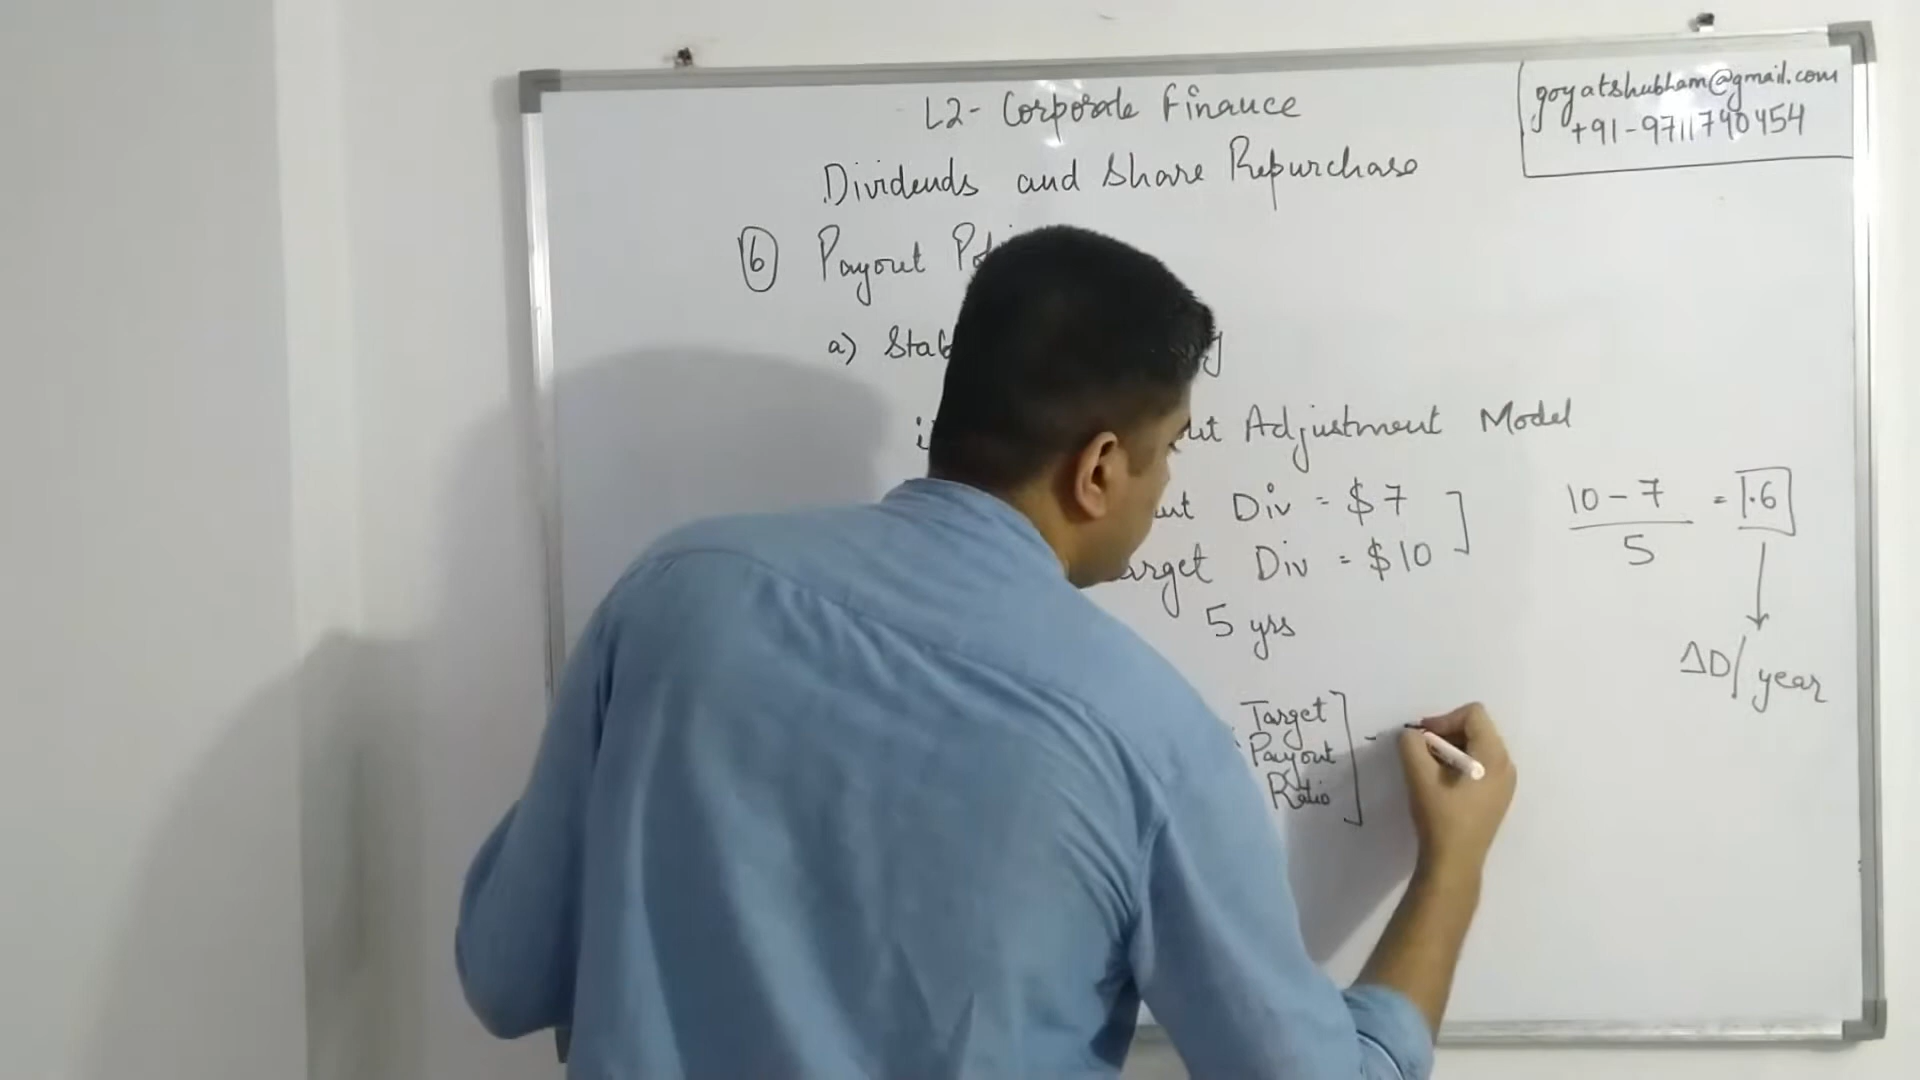 L2- Corporate Finance
goyatshubham@gmail.com
+91-9711740454
Dividends and Share Repurchase
6 Payout
a)
Adjustment Model
Div = $7
Div = $10
5 yrs
10 - 7
5
= 1.6
ΔD/year
Target
Payout
Ratio
-